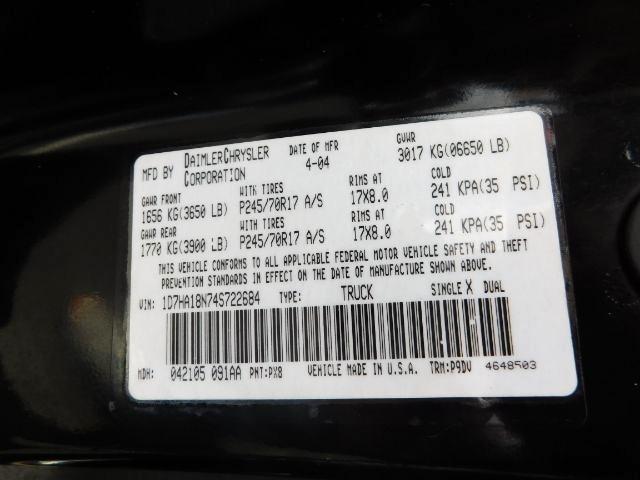 MFD BY DAIMLERCHRYSLER CORPORATION DATE OF MFR 4-04 GVWR 3017 KG(06650 LB)
GAWR FRONT WITH TIRES RIMS AT COLD
1656 KG(3650 LB) P245/70R17 A/S 17X8.0 241 KPA(35 PSI)
GAWR REAR WITH TIRES RIMS AT COLD
1770 KG(3900 LB) P245/70R17 A/S 17X8.0 241 KPA(35 PSI)
THIS VEHICLE CONFORMS TO ALL APPLICABLE FEDERAL MOTOR VEHICLE SAFETY AND THEFT
PREVENTION STANDARDS IN EFFECT ON THE DATE OF MANUFACTURE SHOWN ABOVE.
VIN: 1D7HA18N74S722684 TYPE: TRUCK SINGLE X DUAL
MDH: 042105 091AA PNT:PX8 VEHICLE MADE IN U.S.A. TRM:P9DV 4648503